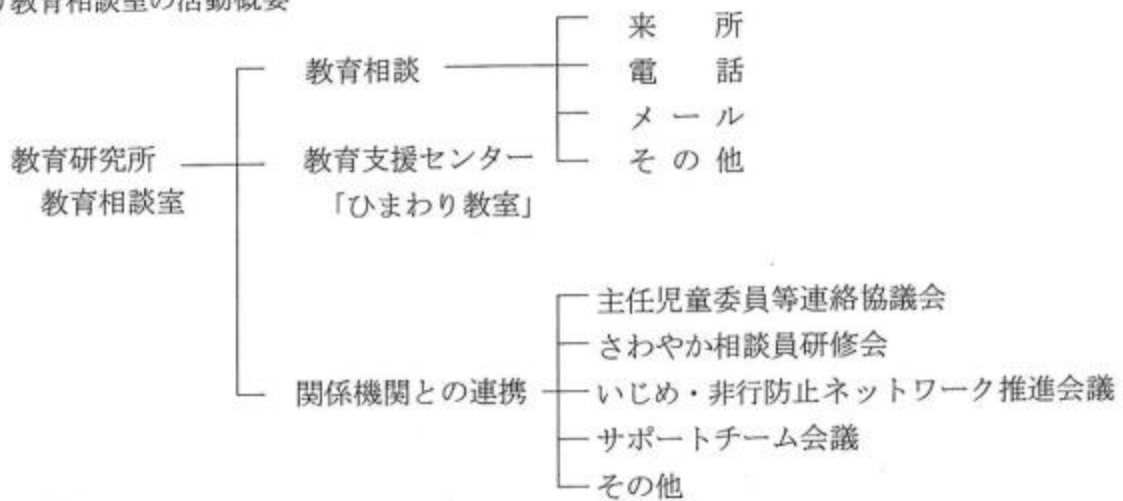 教育相談室の活動概要
来所
電話
メール
その他
教育相談
教育研究所
教育相談室
教育支援センター
「ひまわり教室」
関係機関との連携
主任児童委員等連絡協議会
さわやか相談員研修会
いじめ・非行防止ネットワーク推進会議
サポートチーム会議
その他